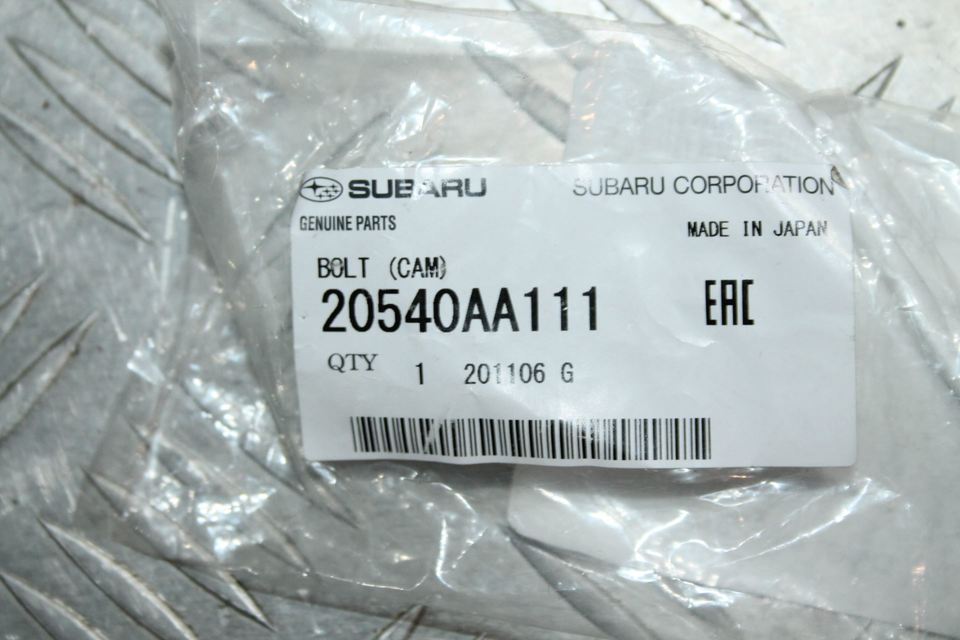 SUBARU SUBARU CORPORATION
GENUINE PARTS MADE IN JAPAN
BOLT (CAM)
20540AA111 EAC
QTY 1 201106 G